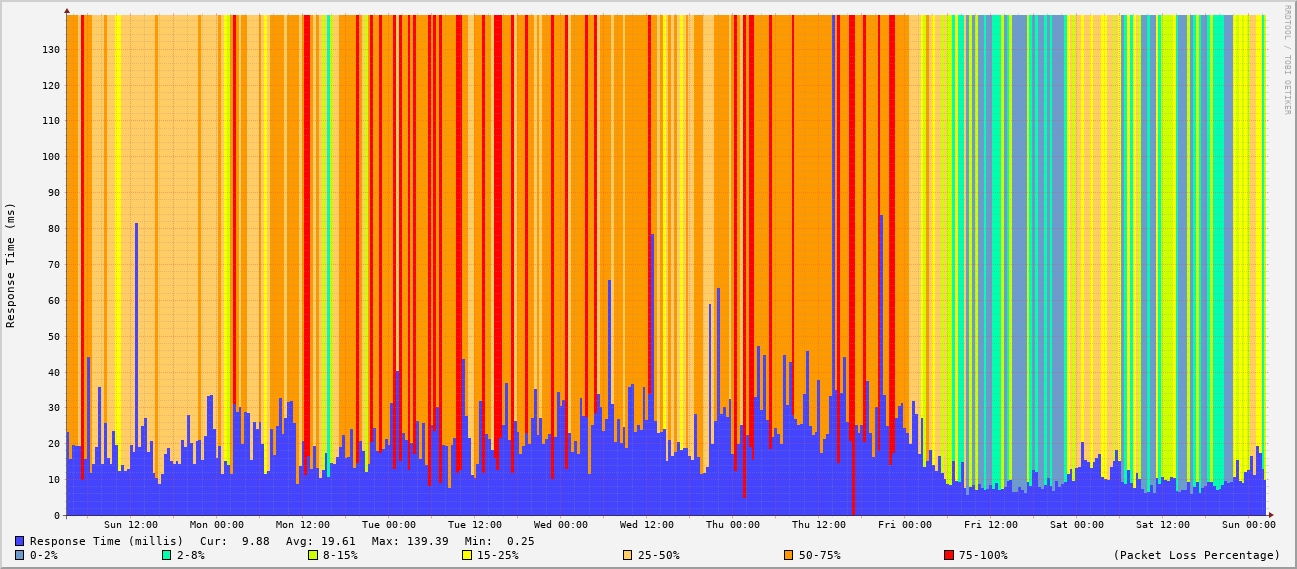 RRDTOOL / TOBI OETIKER
Response Time (ms)
130
120
110
100
90
80
70
60
50
40
30
20
10
0
Sun 12:00 Mon 00:00 Mon 12:00 Tue 00:00 Tue 12:00 Wed 00:00 Wed 12:00 Thu 00:00 Thu 12:00 Fri 00:00 Fri 12:00 Sat 00:00 Sat 12:00 Sun 00:00
Response Time (millis) Cur: 9.88 Avg: 19.61 Max: 139.39 Min: 0.25
0-2% 2-8% 8-15% 15-25% 25-50% 50-75% 75-100% (Packet Loss Percentage)